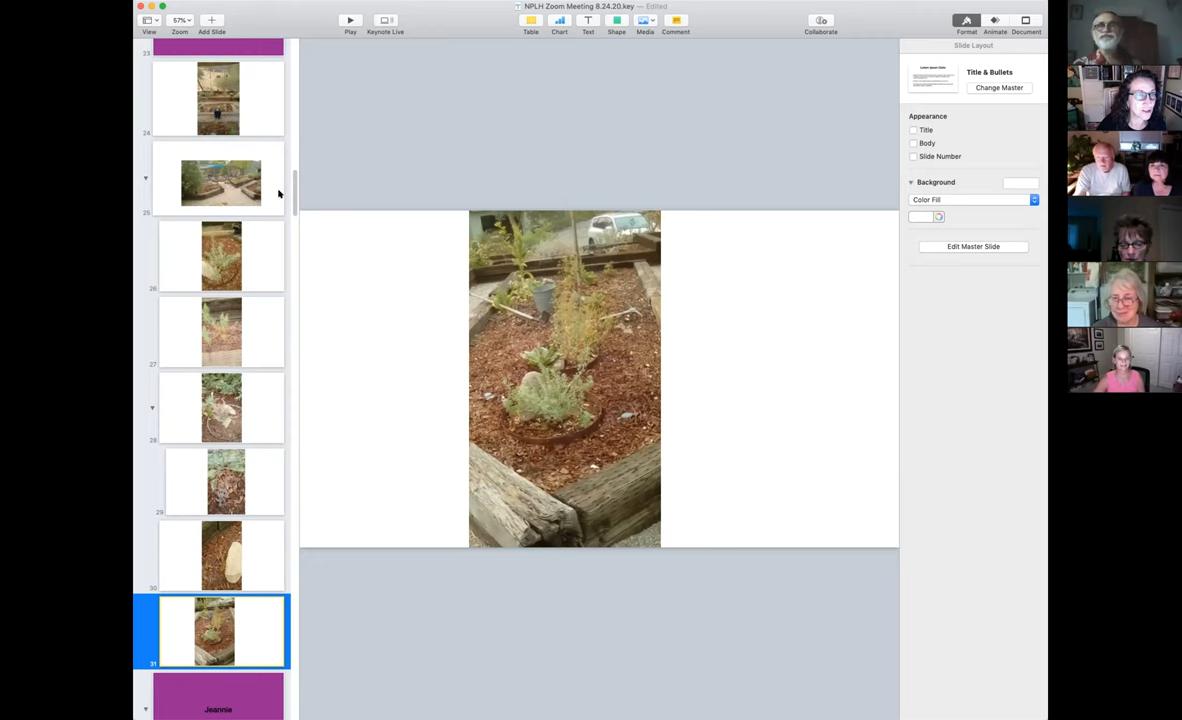 NPLH Zoom Meeting 8.24.20.key — Edited
57%
View
Zoom
Add Slide
Play
Keynote Live
Table
Chart
Text
Shape
Media
Comment
Collaborate
Format
Animate
Document
23
24
25
26
27
28
29
30
31
Jeannie
Slide Layout
Title & Bullets
Change Master
Appearance
Title
Body
Slide Number
Background
Color Fill
Edit Master Slide